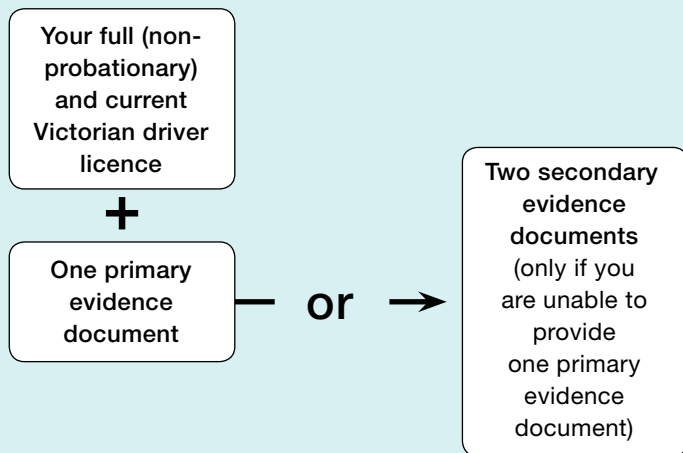 Your full (non-
probationary)
and current
Victorian driver
licence
+
One primary
evidence
document
or
Two secondary
evidence
documents
(only if you
are unable to
provide
one primary
evidence
document)